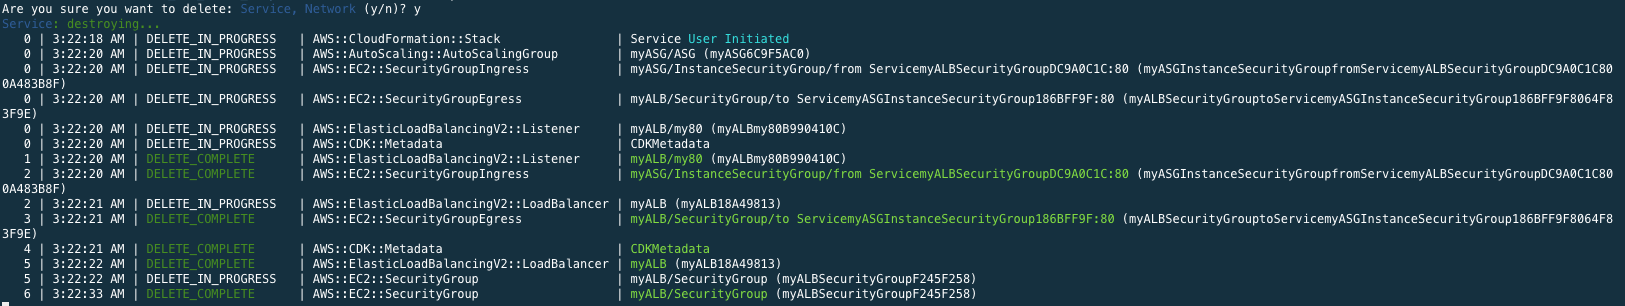 Are you sure you want to delete: Service, Network (y/n)? y
Service: destroying...
0 | 3:22:18 AM | DELETE_IN_PROGRESS | AWS::CloudFormation::Stack | Service User Initiated
0 | 3:22:20 AM | DELETE_IN_PROGRESS | AWS::AutoScaling::AutoScalingGroup | myASG/ASG (myASG6C9F5AC0)
0 | 3:22:20 AM | DELETE_IN_PROGRESS | AWS::EC2::SecurityGroupIngress | myASG/InstanceSecurityGroup/from ServicemyALBSecurityGroupDC9A0C1C:80 (myASGInstanceSecurityGroupfromServicemyALBSecurityGroupDC9A0C1C80
0A483B8F)
0 | 3:22:20 AM | DELETE_IN_PROGRESS | AWS::EC2::SecurityGroupEgress | myALB/SecurityGroup/to ServicemyASGInstanceSecurityGroup186BFF9F:80 (myALBSecurityGrouptoServicemyASGInstanceSecurityGroup186BFF9F8064F8
3F9E)
0 | 3:22:20 AM | DELETE_IN_PROGRESS | AWS::ElasticLoadBalancingV2::Listener | myALB/my80 (myALBmy80B990410C)
0 | 3:22:20 AM | DELETE_IN_PROGRESS | AWS::CDK::Metadata | CDKMetadata
1 | 3:22:20 AM | DELETE_COMPLETE | AWS::ElasticLoadBalancingV2::Listener | myALB/my80 (myALBmy80B990410C)
2 | 3:22:20 AM | DELETE_COMPLETE | AWS::EC2::SecurityGroupIngress | myASG/InstanceSecurityGroup/from ServicemyALBSecurityGroupDC9A0C1C:80 (myASGInstanceSecurityGroupfromServicemyALBSecurityGroupDC9A0C1C80
0A483B8F)
2 | 3:22:21 AM | DELETE_IN_PROGRESS | AWS::ElasticLoadBalancingV2::LoadBalancer | myALB (myALB18A49813)
3 | 3:22:21 AM | DELETE_COMPLETE | AWS::EC2::SecurityGroupEgress | myALB/SecurityGroup/to ServicemyASGInstanceSecurityGroup186BFF9F:80 (myALBSecurityGrouptoServicemyASGInstanceSecurityGroup186BFF9F8064F8
3F9E)
4 | 3:22:21 AM | DELETE_COMPLETE | AWS::CDK::Metadata | CDKMetadata
5 | 3:22:22 AM | DELETE_COMPLETE | AWS::ElasticLoadBalancingV2::LoadBalancer | myALB (myALB18A49813)
5 | 3:22:22 AM | DELETE_IN_PROGRESS | AWS::EC2::SecurityGroup | myALB/SecurityGroup (myALBSecurityGroupF245F258)
6 | 3:22:33 AM | DELETE_COMPLETE | AWS::EC2::SecurityGroup | myALB/SecurityGroup (myALBSecurityGroupF245F258)